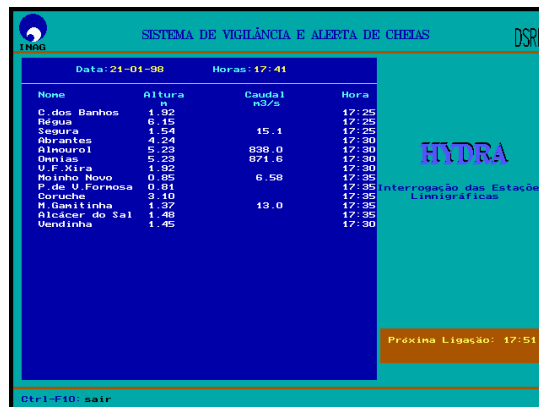 SISTEMA DE VIGILÂNCIA E ALERTA DE CHEIAS
INAG
Data:21-01-98 Horas:17:41
Nome Altura Caudal Hora
m m3/s
C.dos Banhos 1.92 17:25
Régua 6.15 17:25
Segura 1.54 15.1 17:25
Abrantes 4.24 17:30
Almourol 5.23 838.0 17:30
Omnias 5.23 871.6 17:30
V.F.Xira 1.92 17:30
Moinho Novo 0.85 6.58 17:35
P.de V.Formosa 0.81 17:35
Coruche 3.10 17:35
M.Gamitinha 1.37 13.0 17:35
Alcácer do Sal 1.48 17:35
Vendinha 1.45 17:30
HYDRA
Interrogação das Estaçõe
Limnigráficas
Próxima Ligação: 17:51
Ctrl-F10: sair